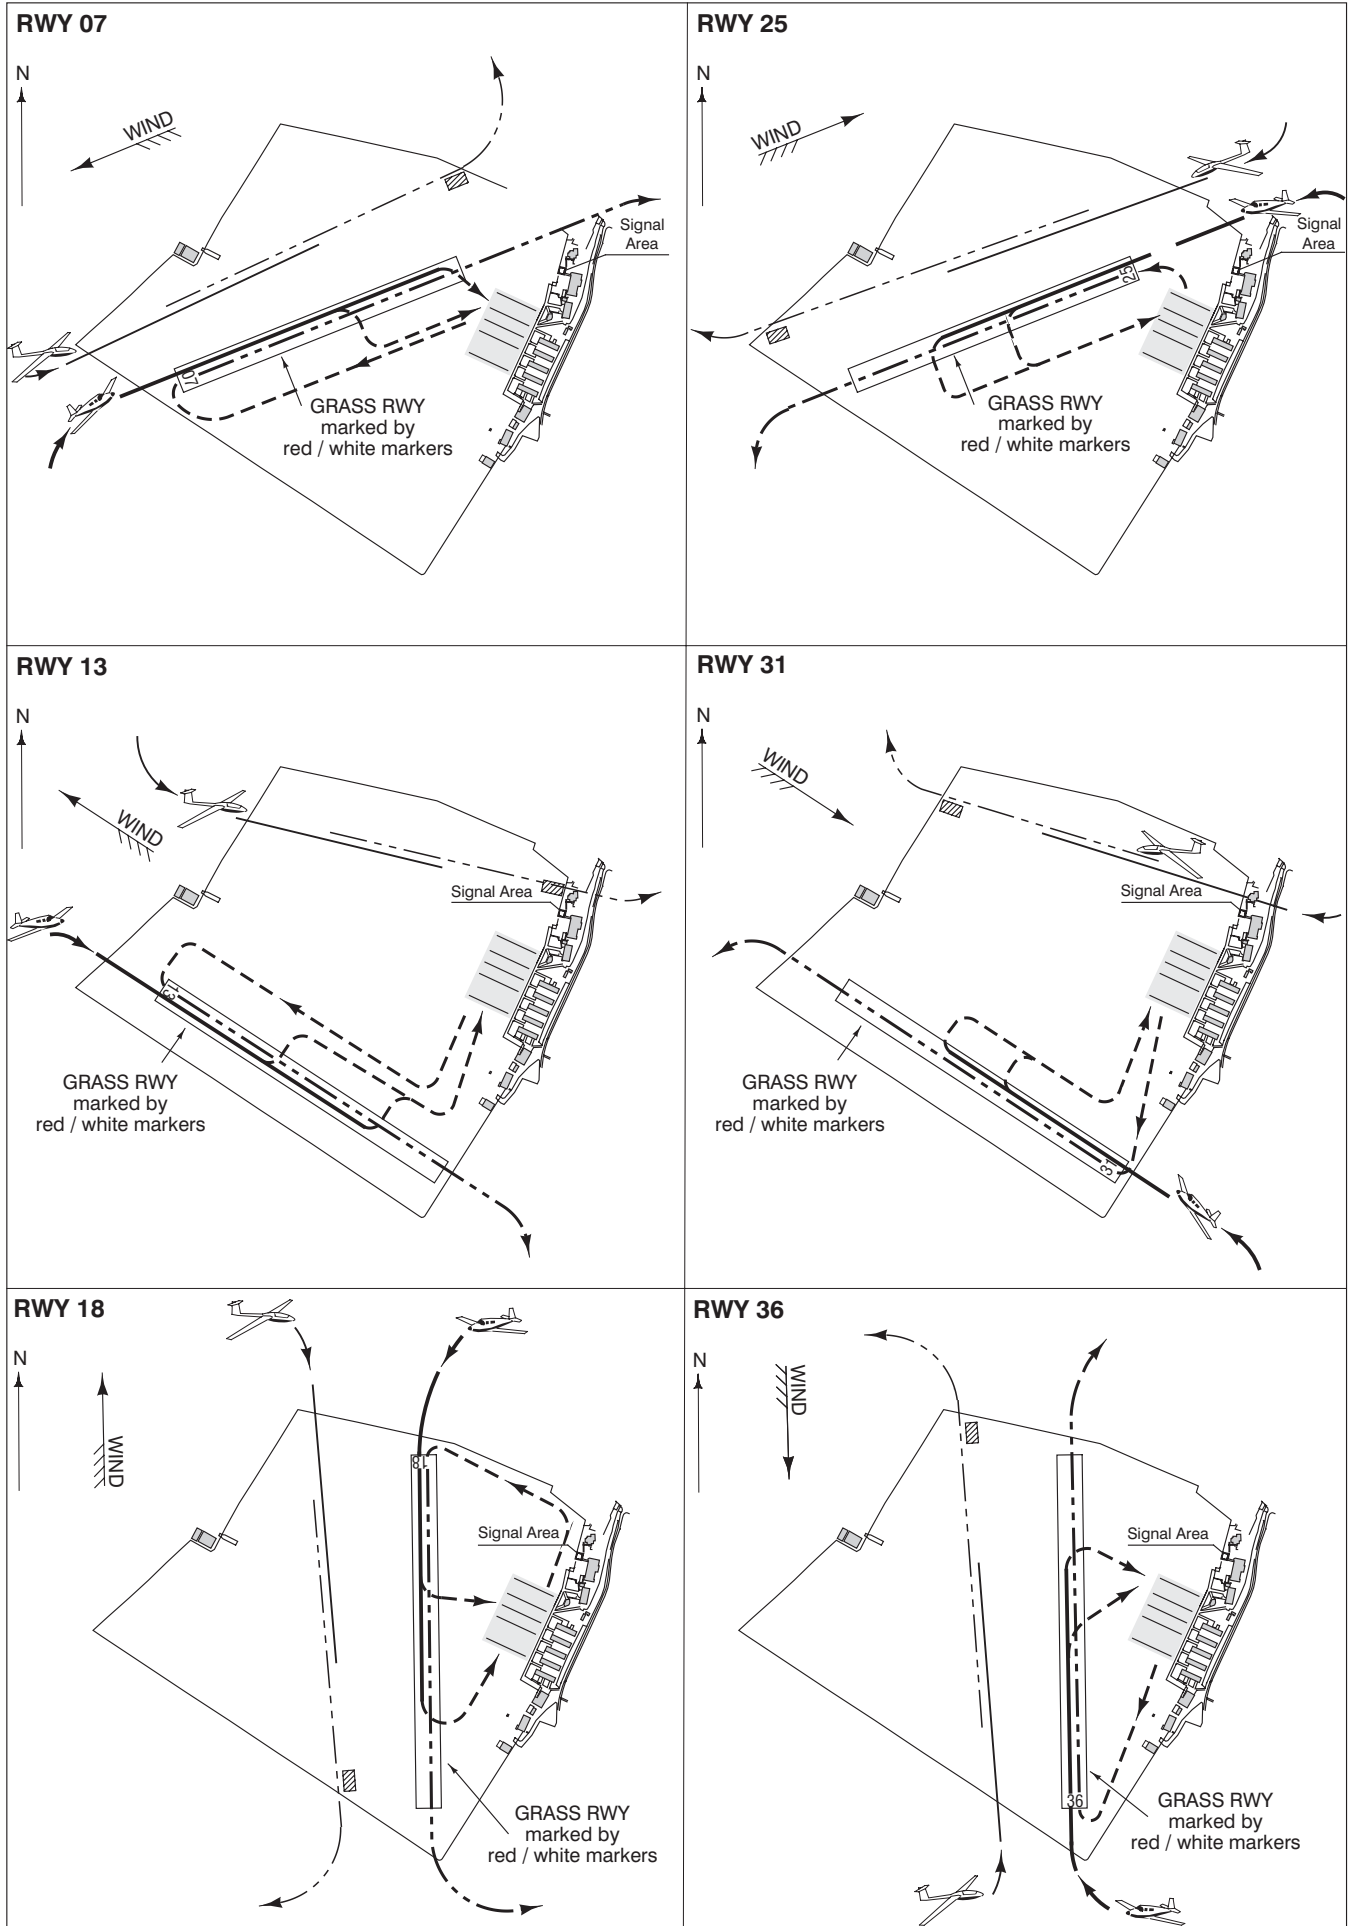 RWY 07
N
WIND
Signal
Area
07
GRASS RWY
marked by
red / white markers
RWY 25
N
WIND
Signal
Area
25
GRASS RWY
marked by
red / white markers
RWY 13
N
WIND
Signal Area
13
GRASS RWY
marked by
red / white markers
RWY 31
N
WIND
Signal Area
GRASS RWY
marked by
red / white markers
31
RWY 18
N
WIND
18
Signal Area
GRASS RWY
marked by
red / white markers
RWY 36
N
WIND
Signal Area
36
GRASS RWY
marked by
red / white markers